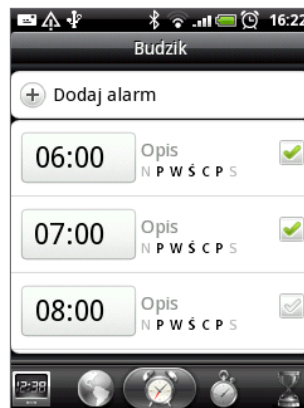 16:22
Budzik
Dodaj alarm
06:00
Opis
N P W Ś C P S
07:00
Opis
N P W Ś C P S
08:00
Opis
N P W Ś C P S
12:38